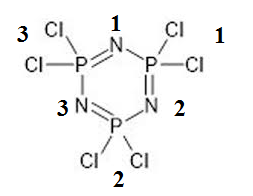 3 Cl 1 Cl 1
Cl P N P Cl
3 N N 2
P
Cl Cl
2